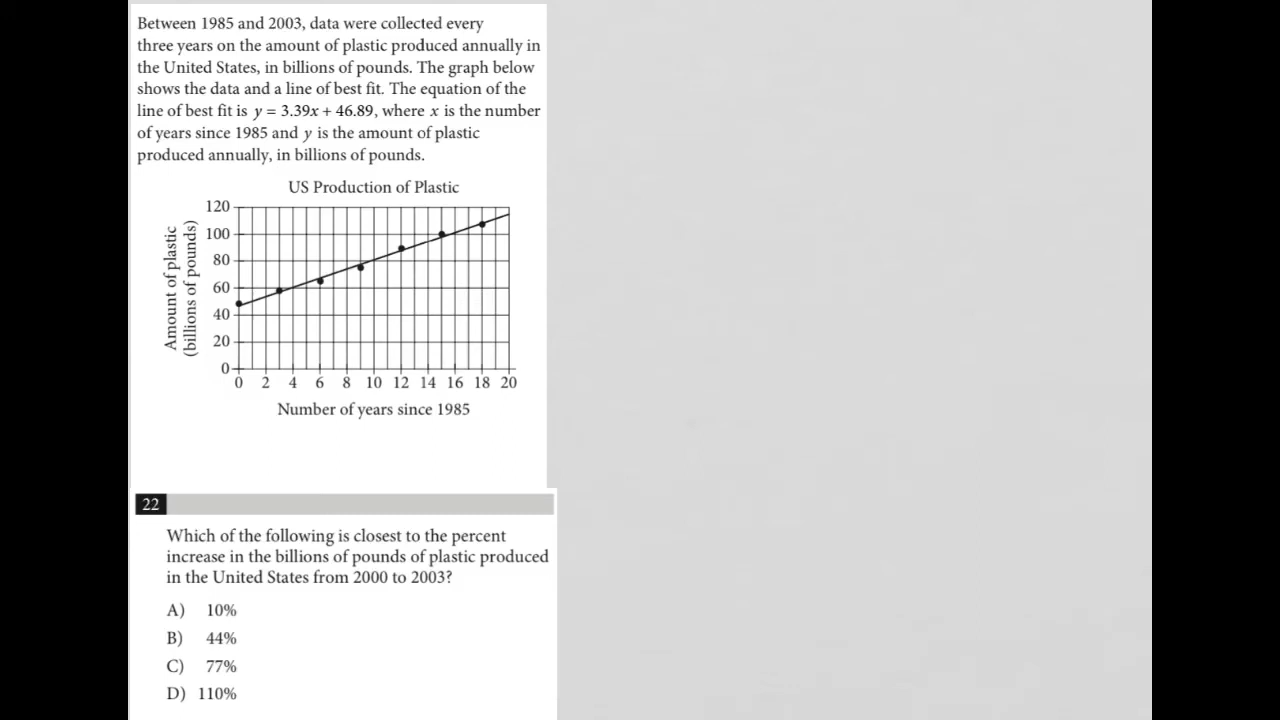 Between 1985 and 2003, data were collected every
three years on the amount of plastic produced annually in
the United States, in billions of pounds. The graph below
shows the data and a line of best fit. The equation of the
line of best fit is y = 3.39x + 46.89, where x is the number
of years since 1985 and y is the amount of plastic
produced annually, in billions of pounds.
US Production of Plastic
Amount of plastic
(billions of pounds)
120
100
80
60
40
20
0
0 2 4 6 8 10 12 14 16 18 20
Number of years since 1985
22
Which of the following is closest to the percent
increase in the billions of pounds of plastic produced
in the United States from 2000 to 2003?
A) 10%
B) 44%
C) 77%
D) 110%